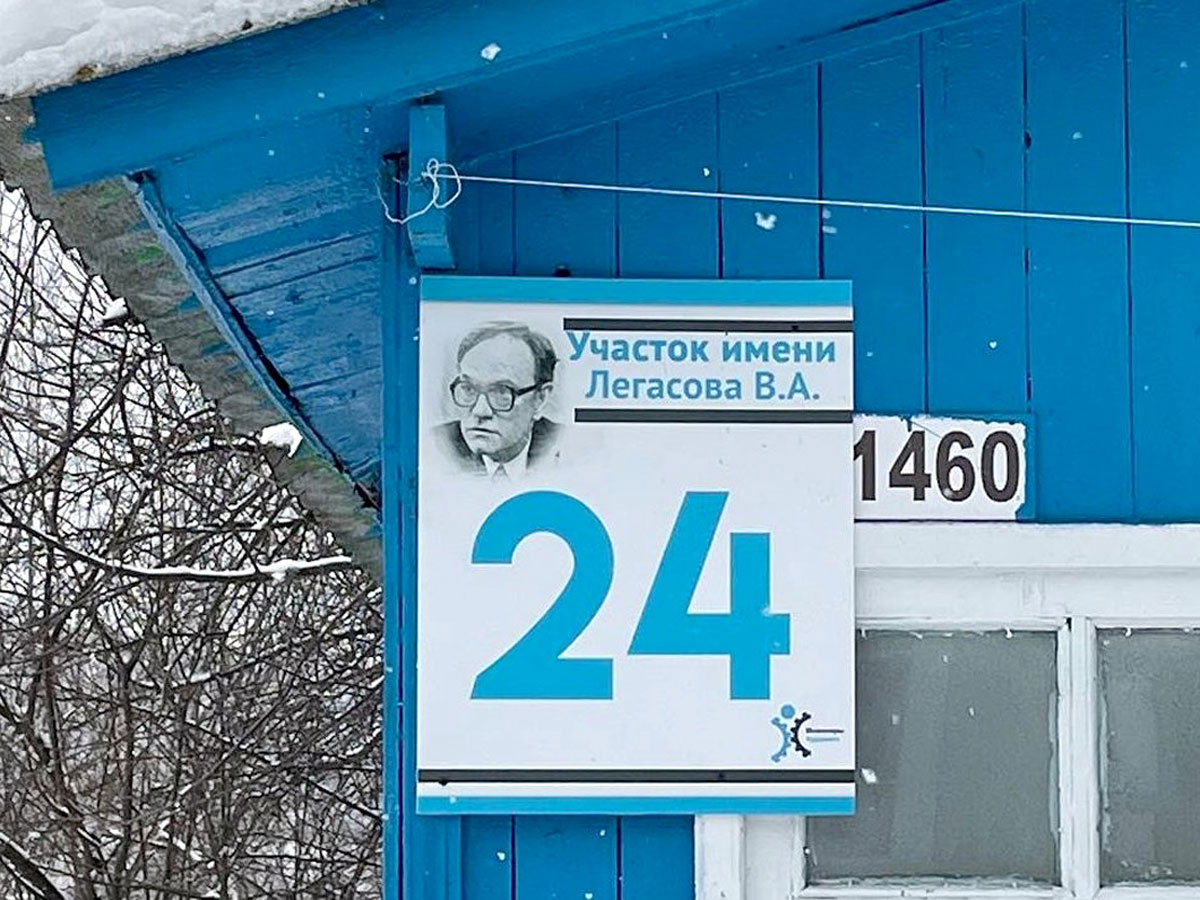 Участок имени
Легасова В.А.
1460
24